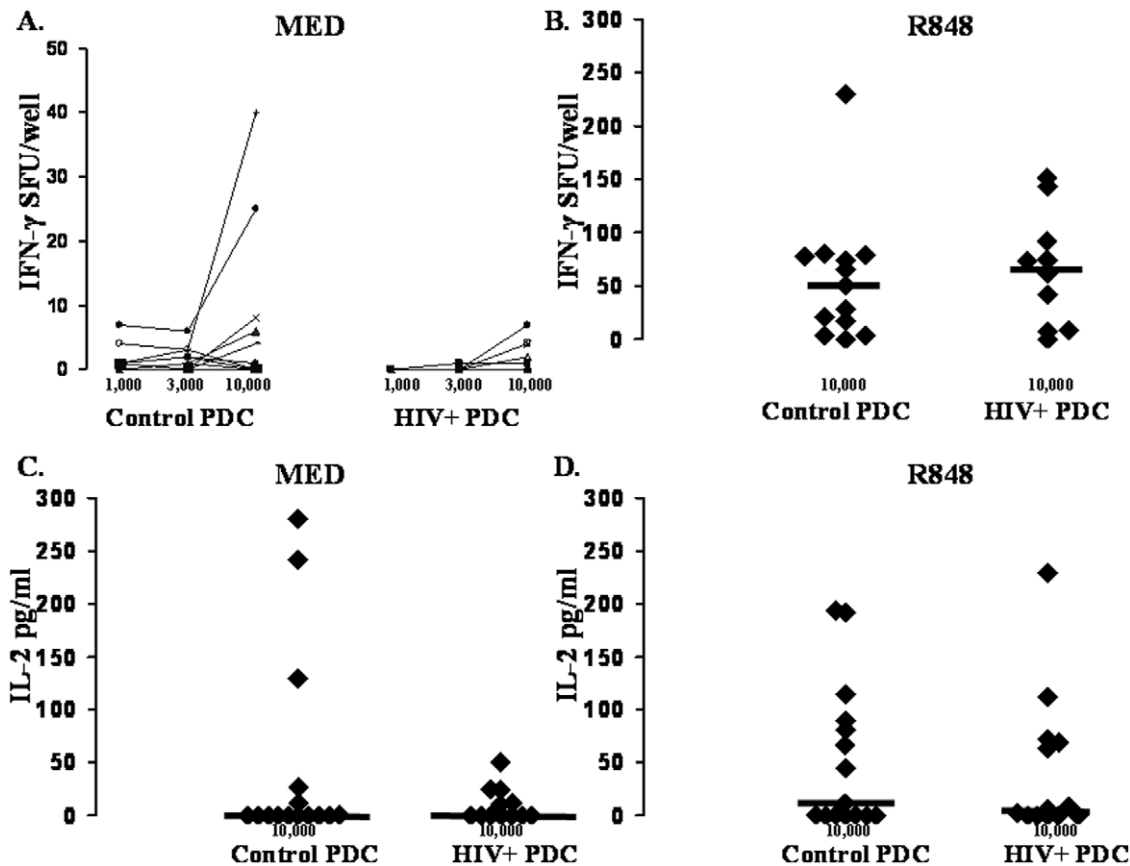 A.
MED
50
40
30
20
10
0
IFN-γ SFU/well
1,000 3,000 10,000
Control PDC
1,000 3,000 10,000
HIV+ PDC
B.
R848
300
250
200
150
100
50
0
IFN-γ SFU/well
10,000
Control PDC
10,000
HIV+ PDC
C.
MED
300
250
200
150
100
50
0
IL-2 pg/ml
10,000
Control PDC
10,000
HIV+ PDC
D.
R848
300
250
200
150
100
50
0
IL-2 pg/ml
10,000
Control PDC
10,000
HIV+ PDC